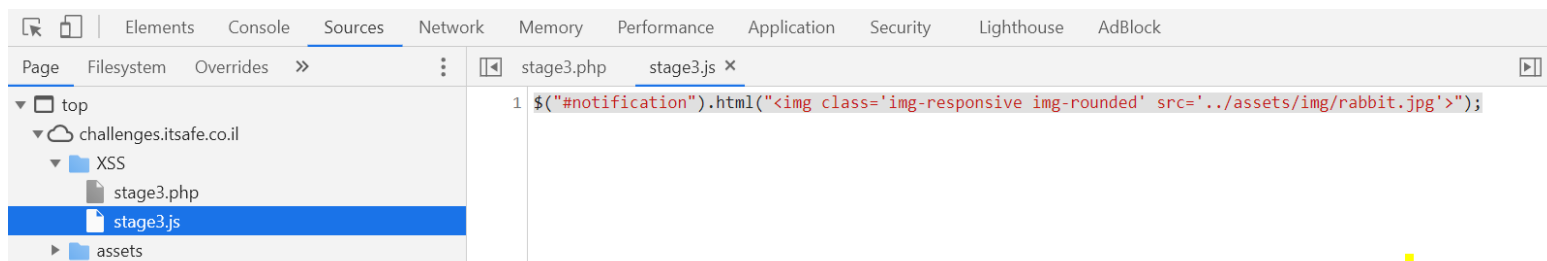 Elements Console Sources Network Memory Performance Application Security Lighthouse AdBlock
Page Filesystem Overrides » stage3.php stage3.js ×
top
1 $("#notification").html("<img class='img-responsive img-rounded' src='../assets/img/rabbit.jpg'>");
challenges.itsafe.co.il
XSS
stage3.php
stage3.js
assets